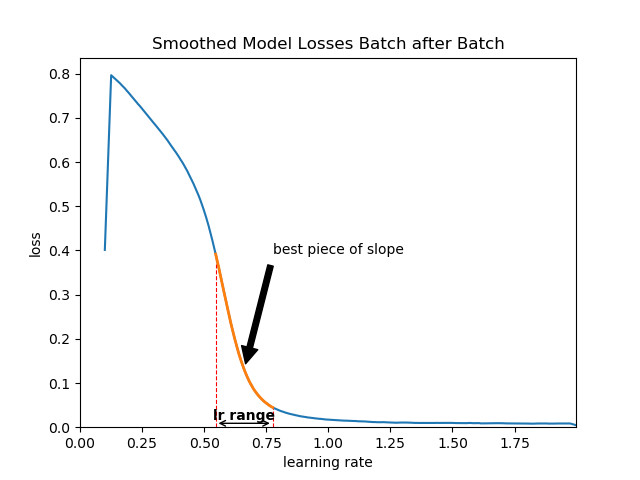 Smoothed Model Losses Batch after Batch
0.8
0.7
0.6
0.5
0.4
0.3
0.2
0.1
0.0
loss
best piece of slope
lr range
0.00 0.25 0.50 0.75 1.00 1.25 1.50 1.75
learning rate